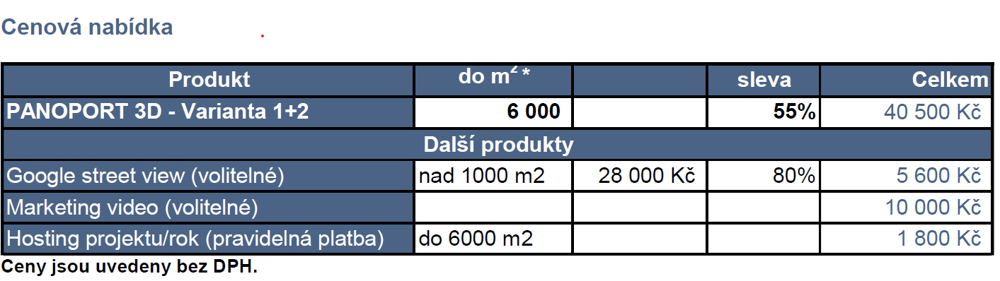 Cenová nabídka
Produkt do m² * sleva Celkem
PANOPORT 3D - Varianta 1+2 6 000 55% 40 500 Kč
Další produkty
Google street view (volitelné) nad 1000 m2 28 000 Kč 80% 5 600 Kč
Marketing video (volitelné) 10 000 Kč
Hosting projektu/rok (pravidelná platba) do 6000 m2 1 800 Kč
Ceny jsou uvedeny bez DPH.